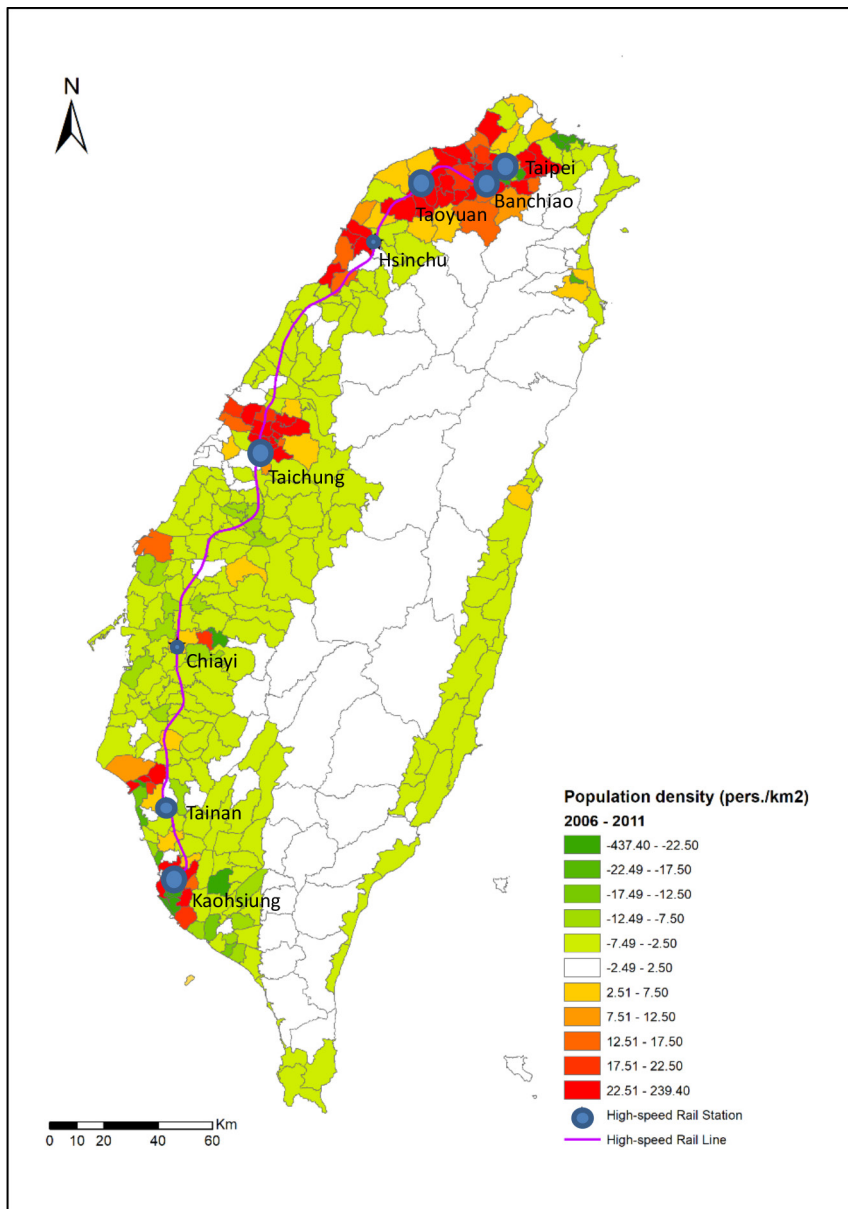 N
Taipei
Banchiao
Taoyuan
Hsinchu
Taichung
Chiayi
Tainan
Kaohsiung
Population density (pers./km2)
2006 - 2011
-437.40 - -22.50
-22.49 - -17.50
-17.49 - -12.50
-12.49 - -7.50
-7.49 - -2.50
-2.49 - 2.50
2.51 - 7.50
7.51 - 12.50
12.51 - 17.50
17.51 - 22.50
22.51 - 239.40
High-speed Rail Station
High-speed Rail Line
Km
0 10 20 40 60